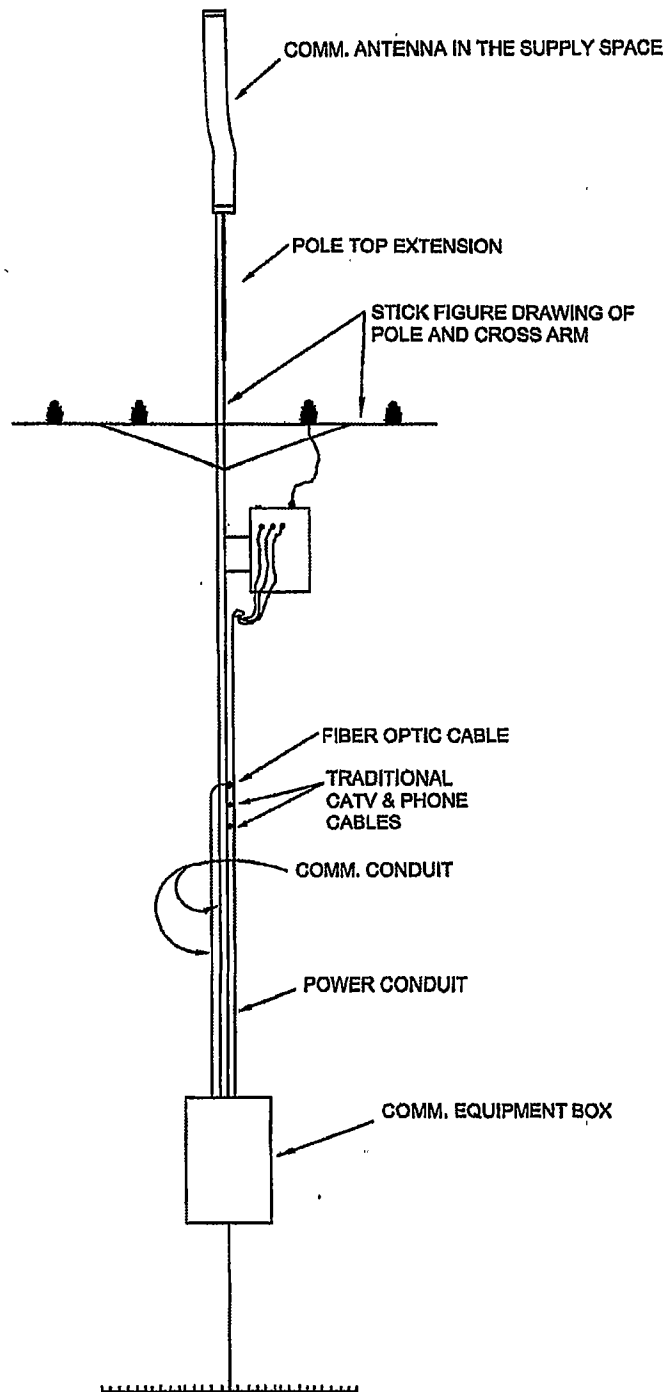 COMM. ANTENNA IN THE SUPPLY SPACE
POLE TOP EXTENSION
STICK FIGURE DRAWING OF
POLE AND CROSS ARM
FIBER OPTIC CABLE
TRADITIONAL
CATV & PHONE
CABLES
COMM. CONDUIT
POWER CONDUIT
COMM. EQUIPMENT BOX